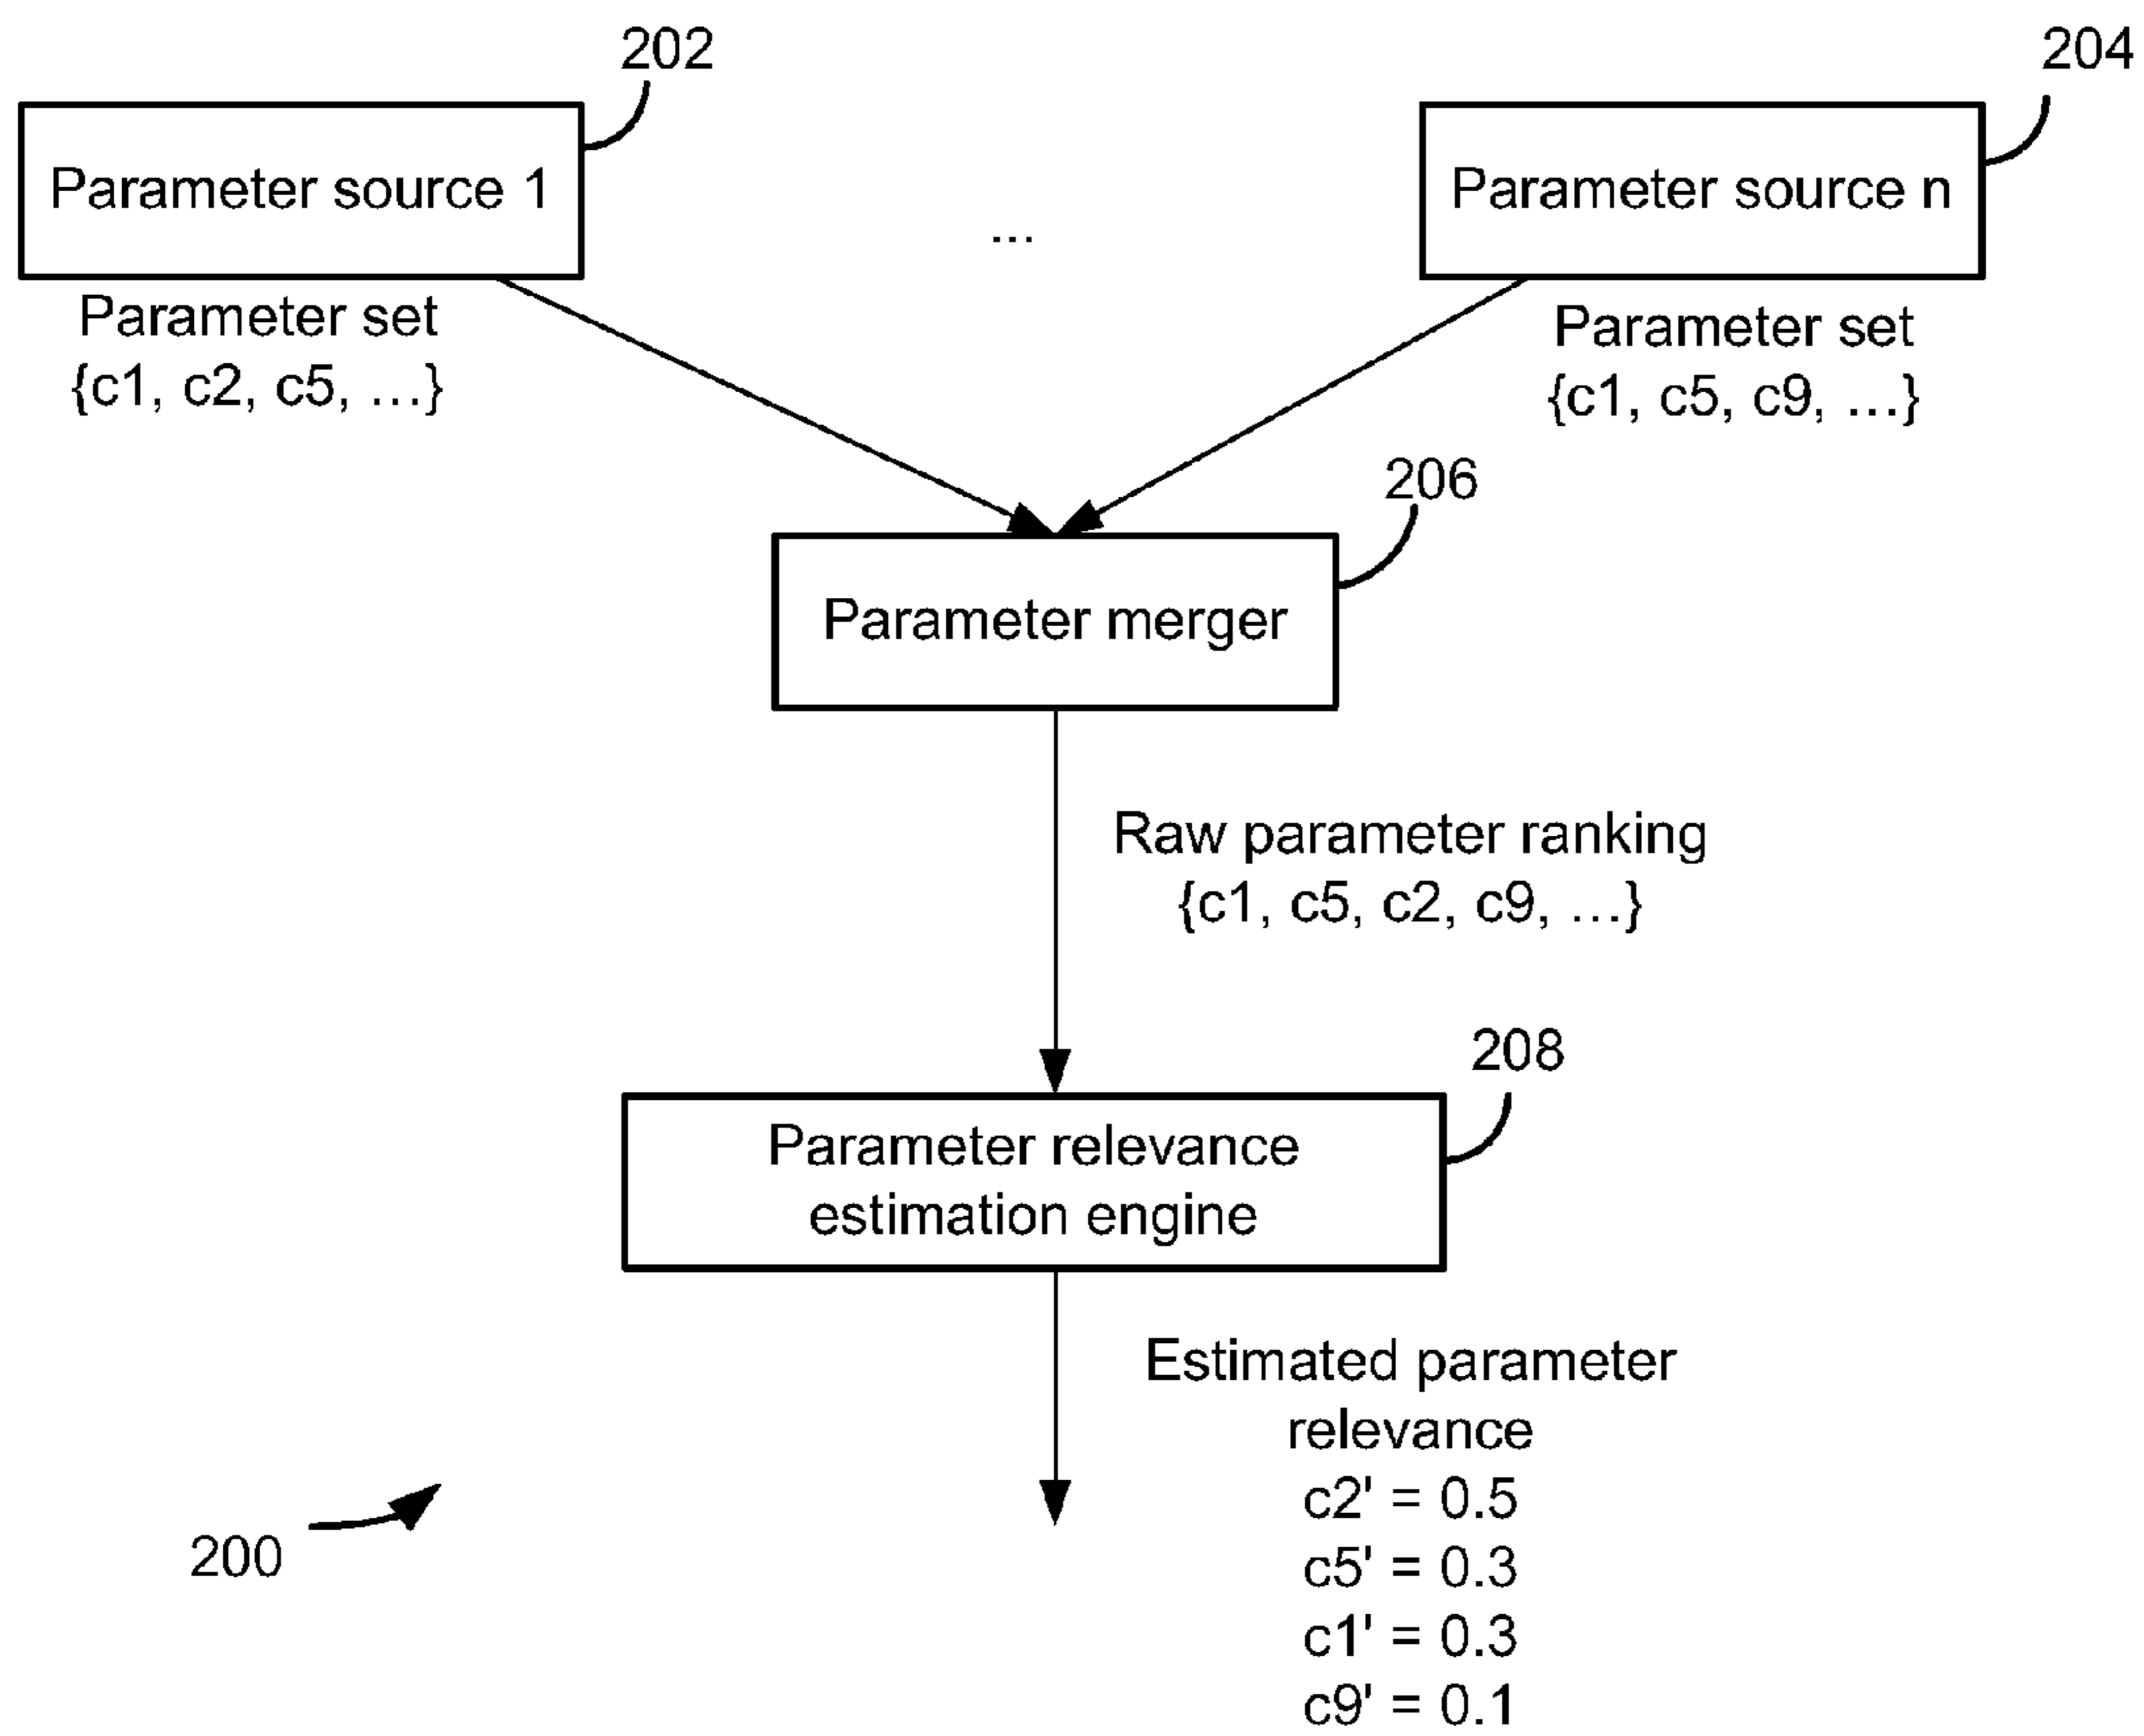 202
204
Parameter source 1
...
Parameter source n
Parameter set
{c1, c2, c5, ...}
Parameter set
{c1, c5, c9, ...}
206
Parameter merger
Raw parameter ranking
{c1, c5, c2, c9, ...}
208
Parameter relevance
estimation engine
Estimated parameter
relevance
c2' = 0.5
c5' = 0.3
c1' = 0.3
c9' = 0.1
200